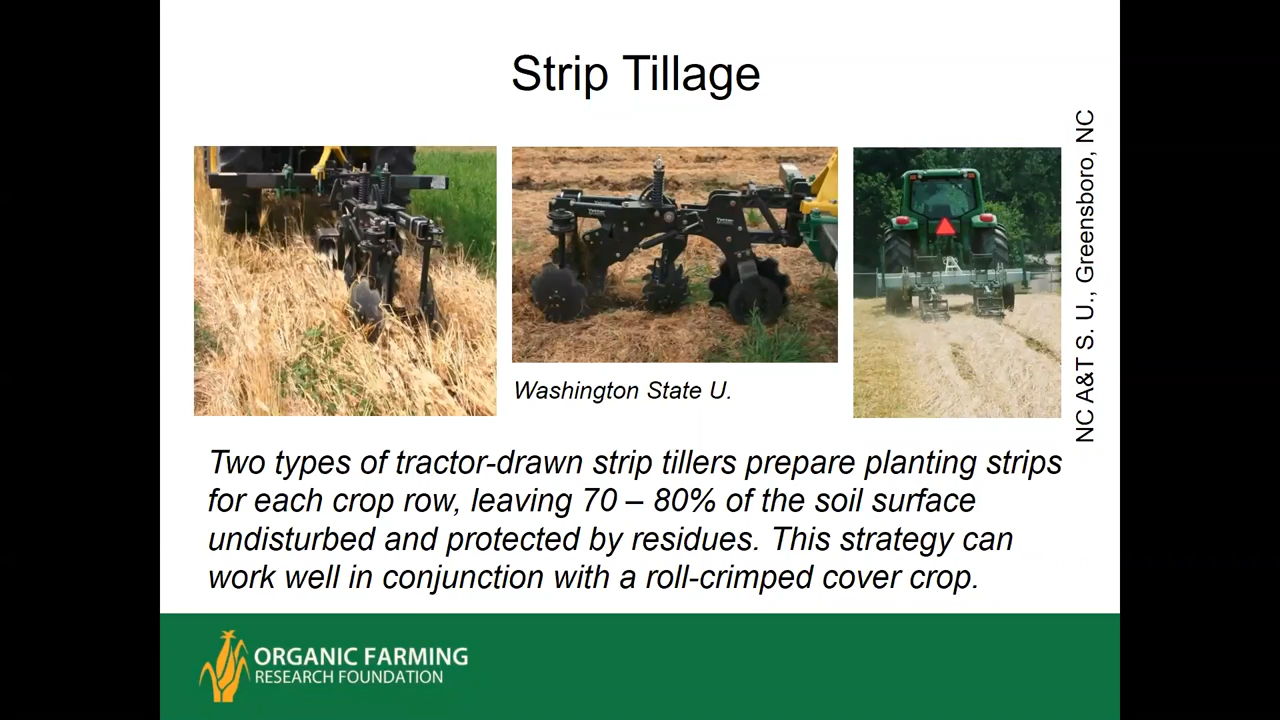 Strip Tillage
NC A&T S. U., Greensboro, NC
Washington State U.
Two types of tractor-drawn strip tillers prepare planting strips
for each crop row, leaving 70 – 80% of the soil surface
undisturbed and protected by residues. This strategy can
work well in conjunction with a roll-crimped cover crop.
ORGANIC FARMING
RESEARCH FOUNDATION